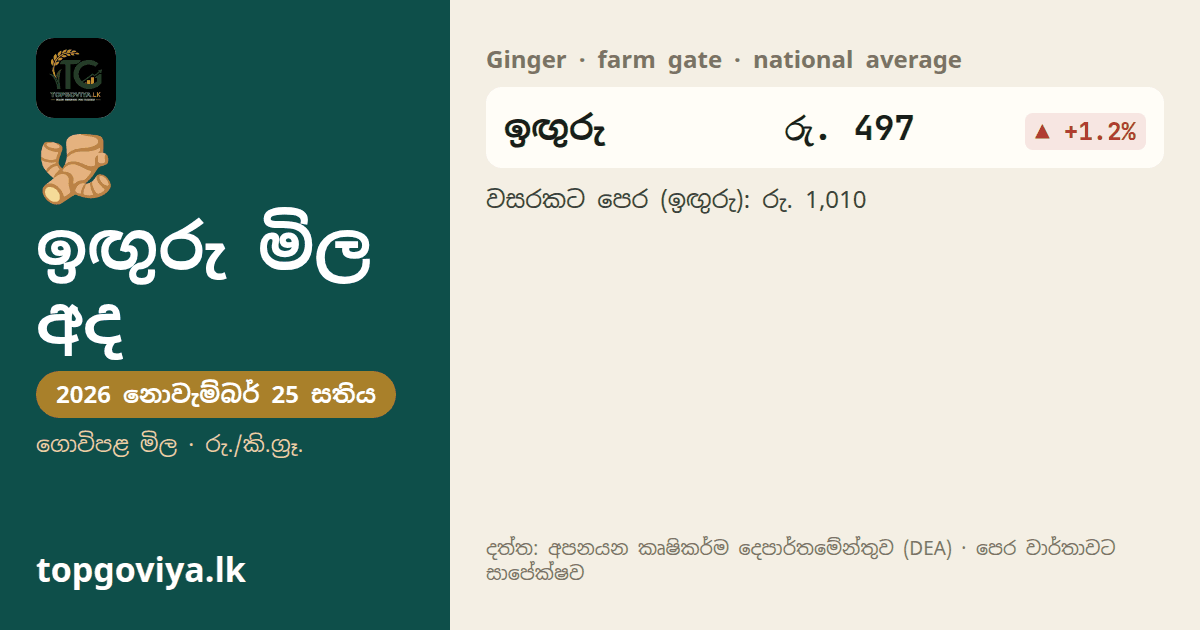 TG
TOPGOVIYA.LK
ඉඟුරු මිල
අද
2026 නොවැම්බර් 25 සතිය
ගොවිපළ මිල · රු./කි.ග්‍රෑ.
topgoviya.lk
Ginger · farm gate · national average
ඉඟුරු රු. 497 ▲ +1.2%
වසරකට පෙර (ඉඟුරු): රු. 1,010
දත්ත: අපනයන කෘෂිකර්ම දෙපාර්තමේන්තුව (DEA) · පෙර වාර්තාවට
සාපේක්ෂව